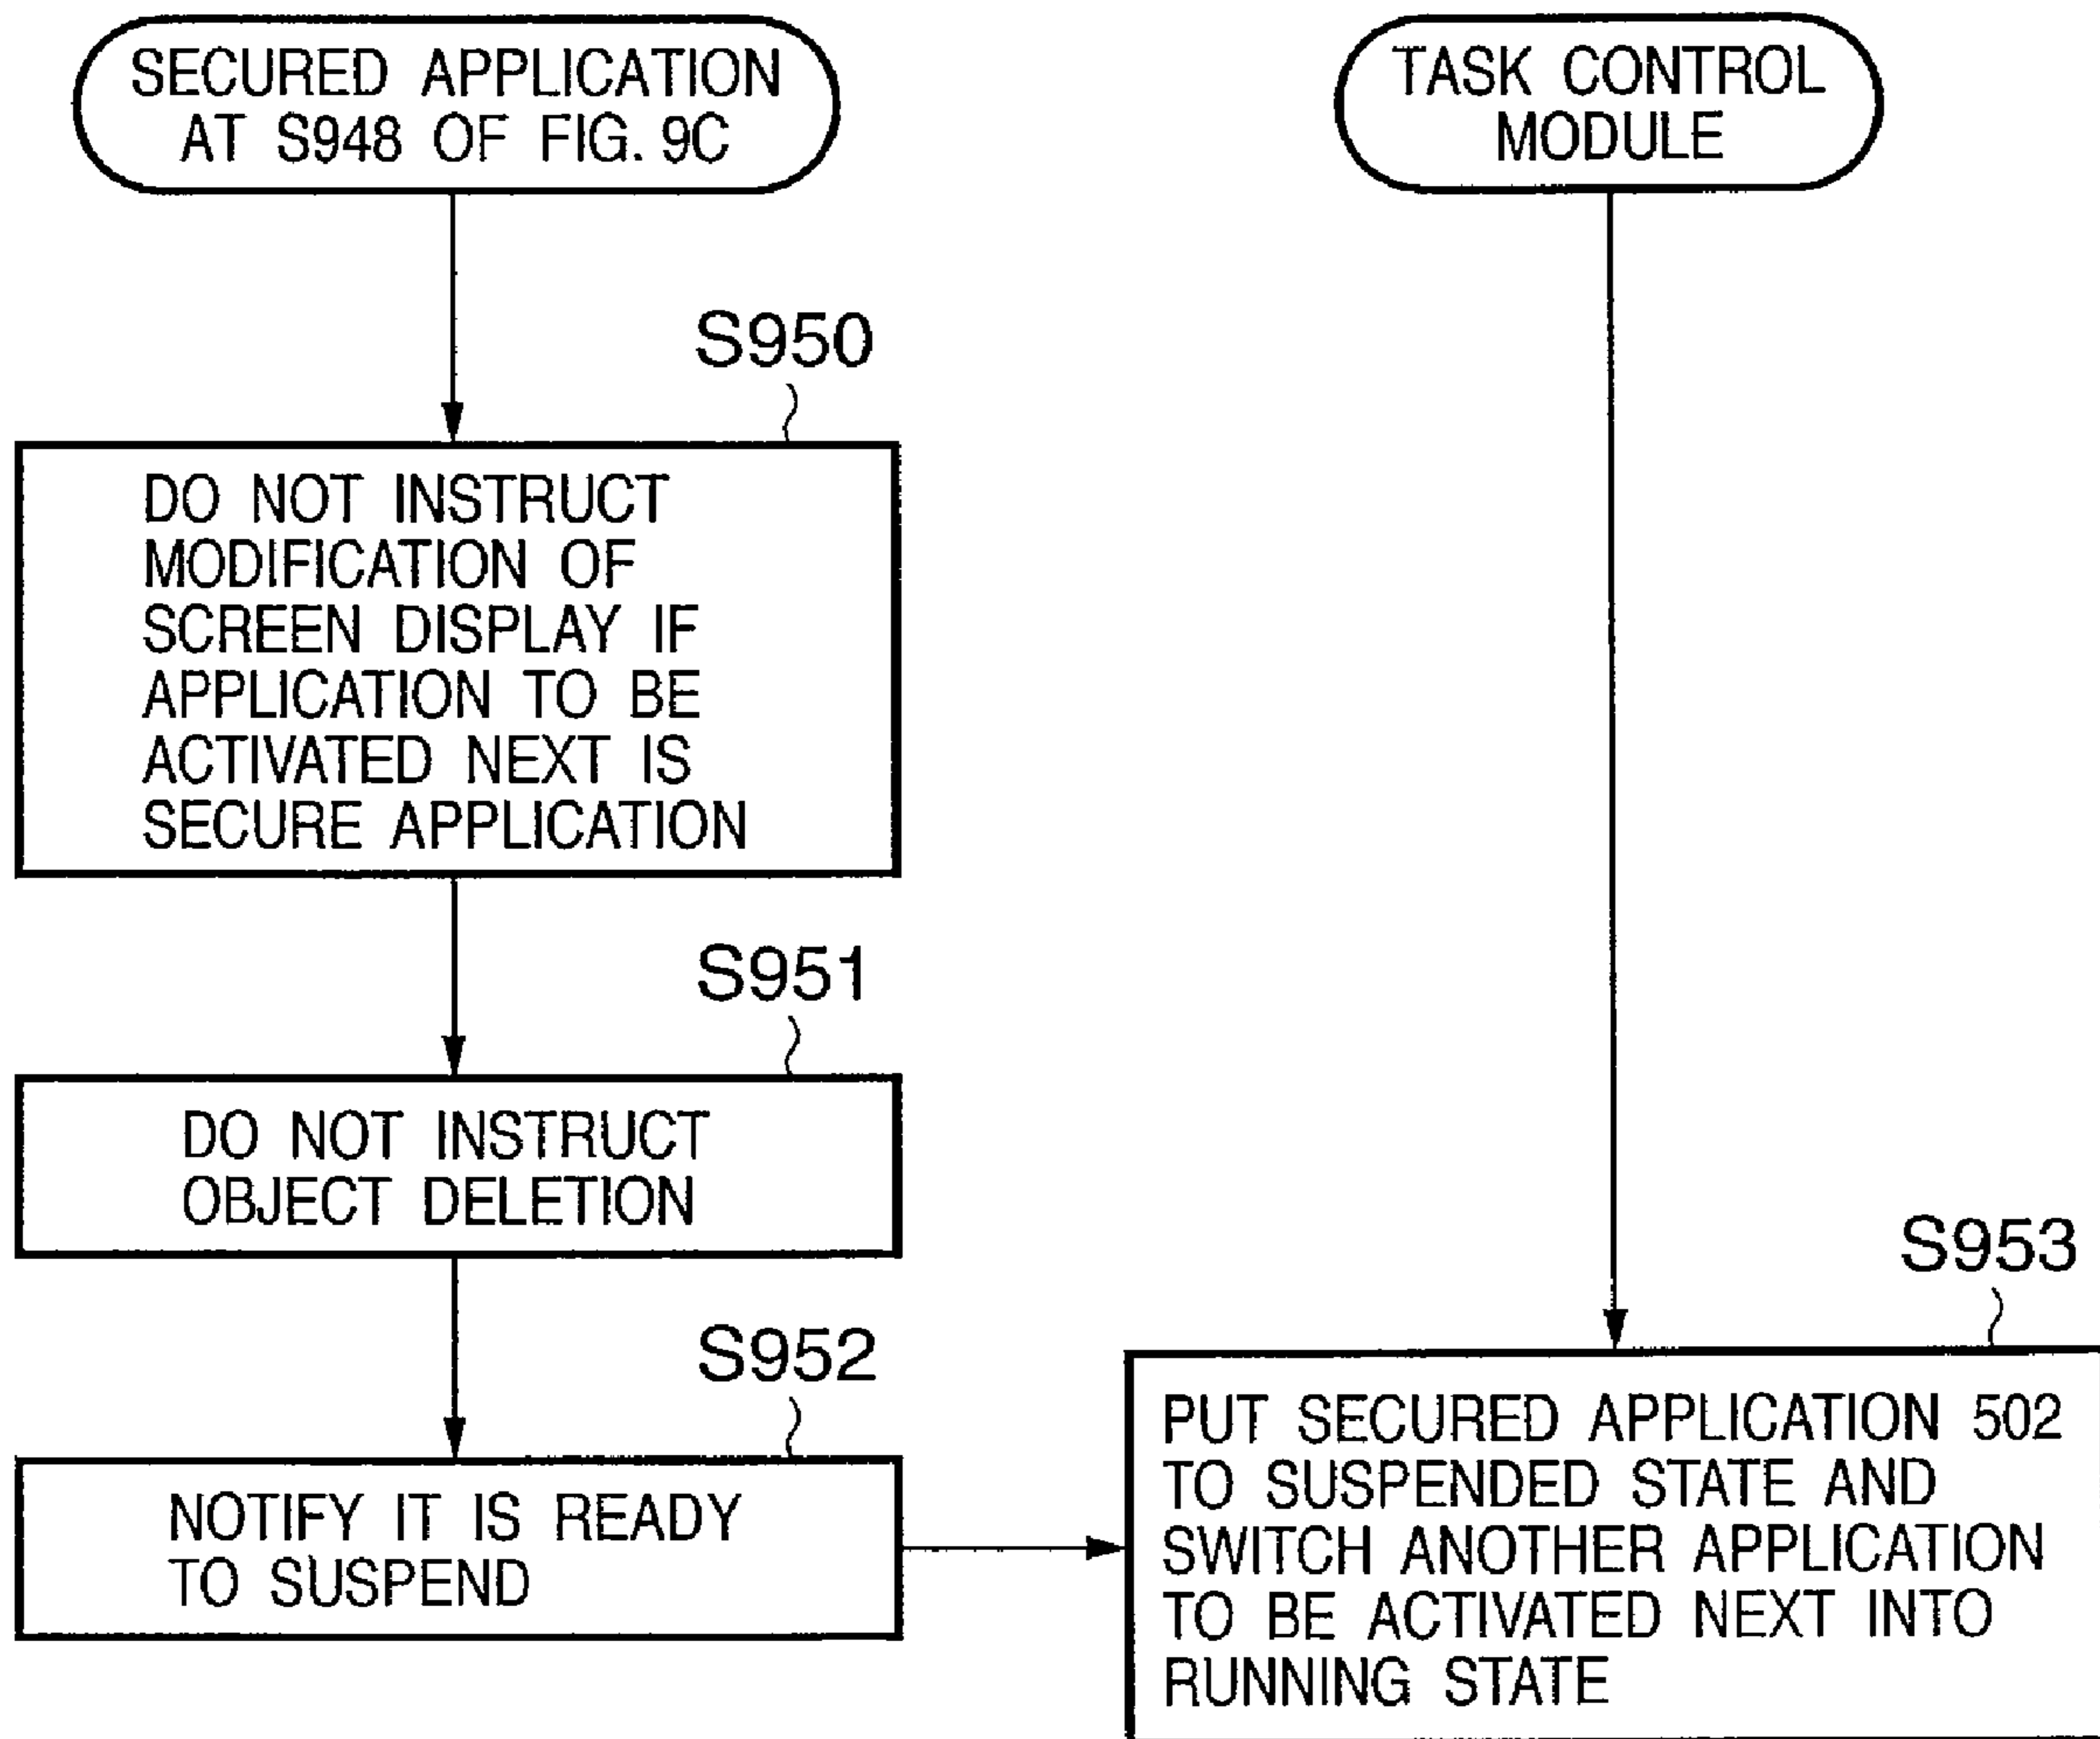 SECURED APPLICATION
AT S948 OF FIG. 9C
TASK CONTROL
MODULE
S950
DO NOT INSTRUCT
MODIFICATION OF
SCREEN DISPLAY IF
APPLICATION TO BE
ACTIVATED NEXT IS
SECURE APPLICATION
S951
DO NOT INSTRUCT
OBJECT DELETION
S952
NOTIFY IT IS READY
TO SUSPEND
S953
PUT SECURED APPLICATION 502
TO SUSPENDED STATE AND
SWITCH ANOTHER APPLICATION
TO BE ACTIVATED NEXT INTO
RUNNING STATE